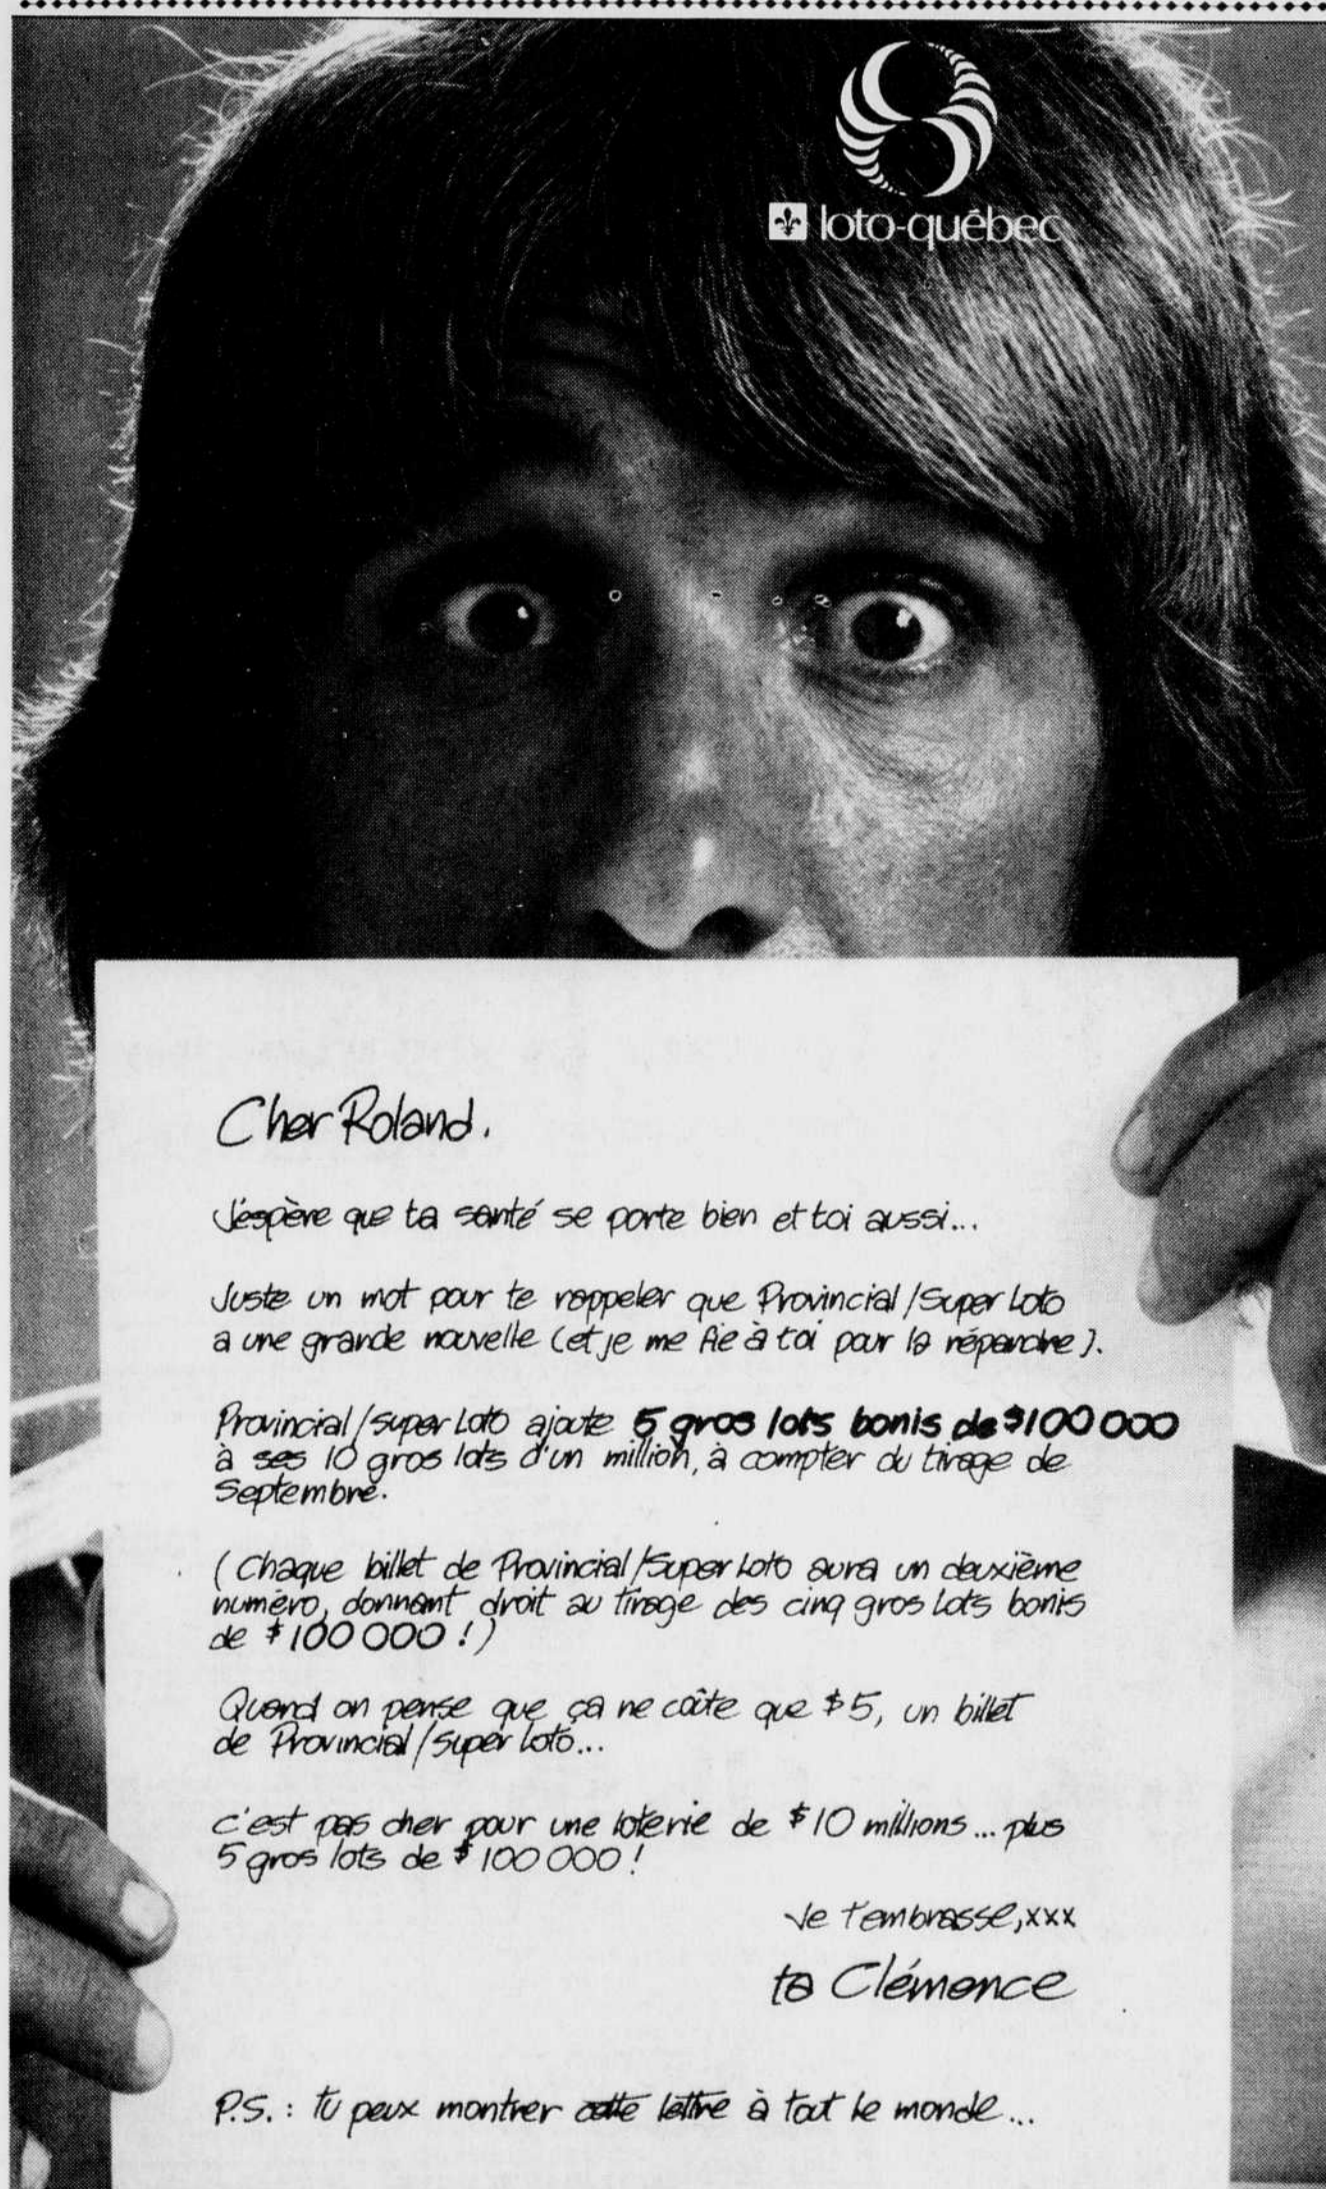 loto-québec
Cher Roland.
J'éspère que ta santé se porte bien et toi aussi...
Juste un mot pour te rappeler que Provincial/Super Loto
a une grande nouvelle (et je me fie à toi pour la répandre).
Provincial/Super Loto ajoute 5 gros lots bonis de $100 000
à ses 10 gros lots d'un million, à compter du tirage de
Septembre.
(Chaque billet de Provincial/Super Loto aura un deuxième
numéro, donnant droit au tirage des cinq gros lots bonis
de $100 000 !)
Quand on pense que ça ne coûte que $5, un billet
de Provincial/Super Loto...
c'est pas cher pour une loterie de $10 millions... plus
5 gros lots de $100 000 !
Je t'embrasse, xxx
ta Clémence
P.S. : tu peux montrer cette lettre à tout le monde...